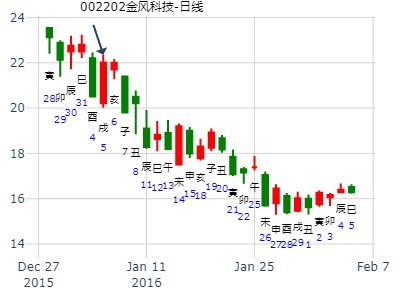 002202金风科技-日线
24
22
20
18
16
14
寅 卯 辰 巳 酉 戌 亥 子 丑 辰 巳 午 未 申 亥 子 丑 寅 卯 午 未 申 酉 戌 丑 寅 卯 辰 巳
28 29 30 31 4 5 6 7 8 11 12 13 14 15 18 19 20 21 22 25 26 27 28 29 1 2 3 4 5
Dec 27 Jan 11 Jan 25 Feb 7
2015 2016